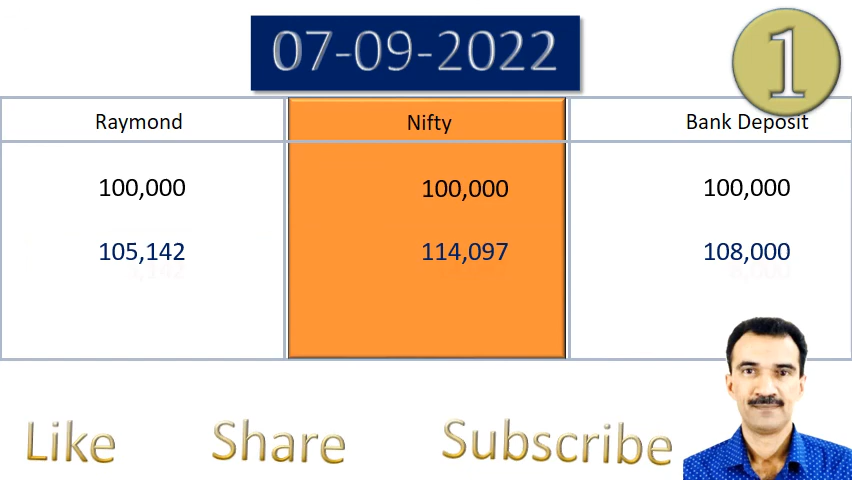 07-09-2022
1
Raymond Nifty Bank Deposit
100,000 100,000 100,000
105,142 114,097 108,000
Like Share Subscribe